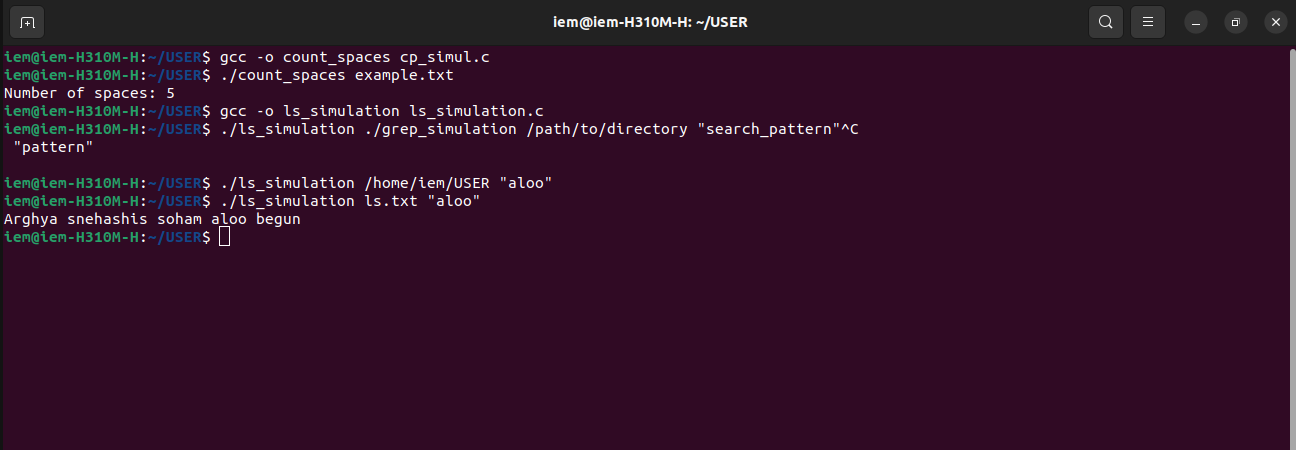 iem@iem-H310M-H: ~/USER
iem@iem-H310M-H:~/USER$ gcc -o count_spaces cp_simul.c
iem@iem-H310M-H:~/USER$ ./count_spaces example.txt
Number of spaces: 5
iem@iem-H310M-H:~/USER$ gcc -o ls_simulation ls_simulation.c
iem@iem-H310M-H:~/USER$ ./ls_simulation ./grep_simulation /path/to/directory "search_pattern"^C
 "pattern"
iem@iem-H310M-H:~/USER$ ./ls_simulation /home/iem/USER "aloo"
iem@iem-H310M-H:~/USER$ ./ls_simulation ls.txt "aloo"
Arghya snehashis soham aloo begun
iem@iem-H310M-H:~/USER$